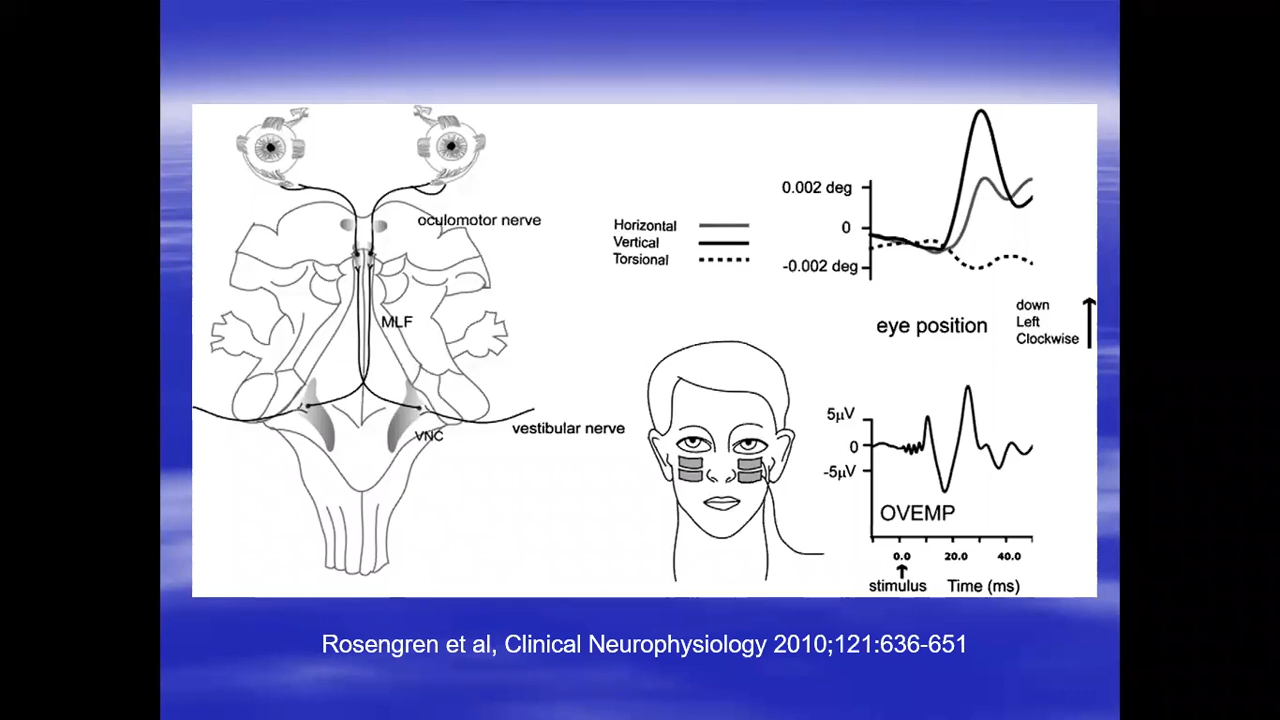 oculomotor nerve
MLF
VNC
vestibular nerve
Horizontal
Vertical
Torsional
0.002 deg
0
-0.002 deg
eye position
down
Left
Clockwise
5µV
0
-5µV
OVEMP
0.0 20.0 40.0
stimulus Time (ms)
Rosengren et al, Clinical Neurophysiology 2010;121:636-651